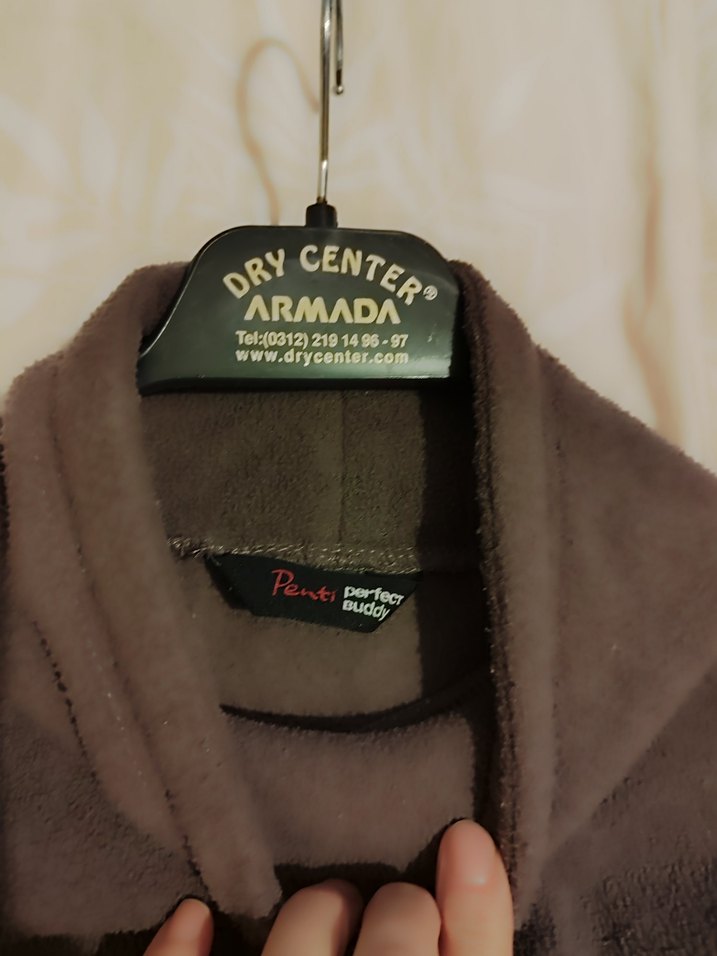 DRY CENTER®
ARMADA
Tel:(0312) 219 14 96 - 97
www.drycenter.com
Penti perfect
Buddy